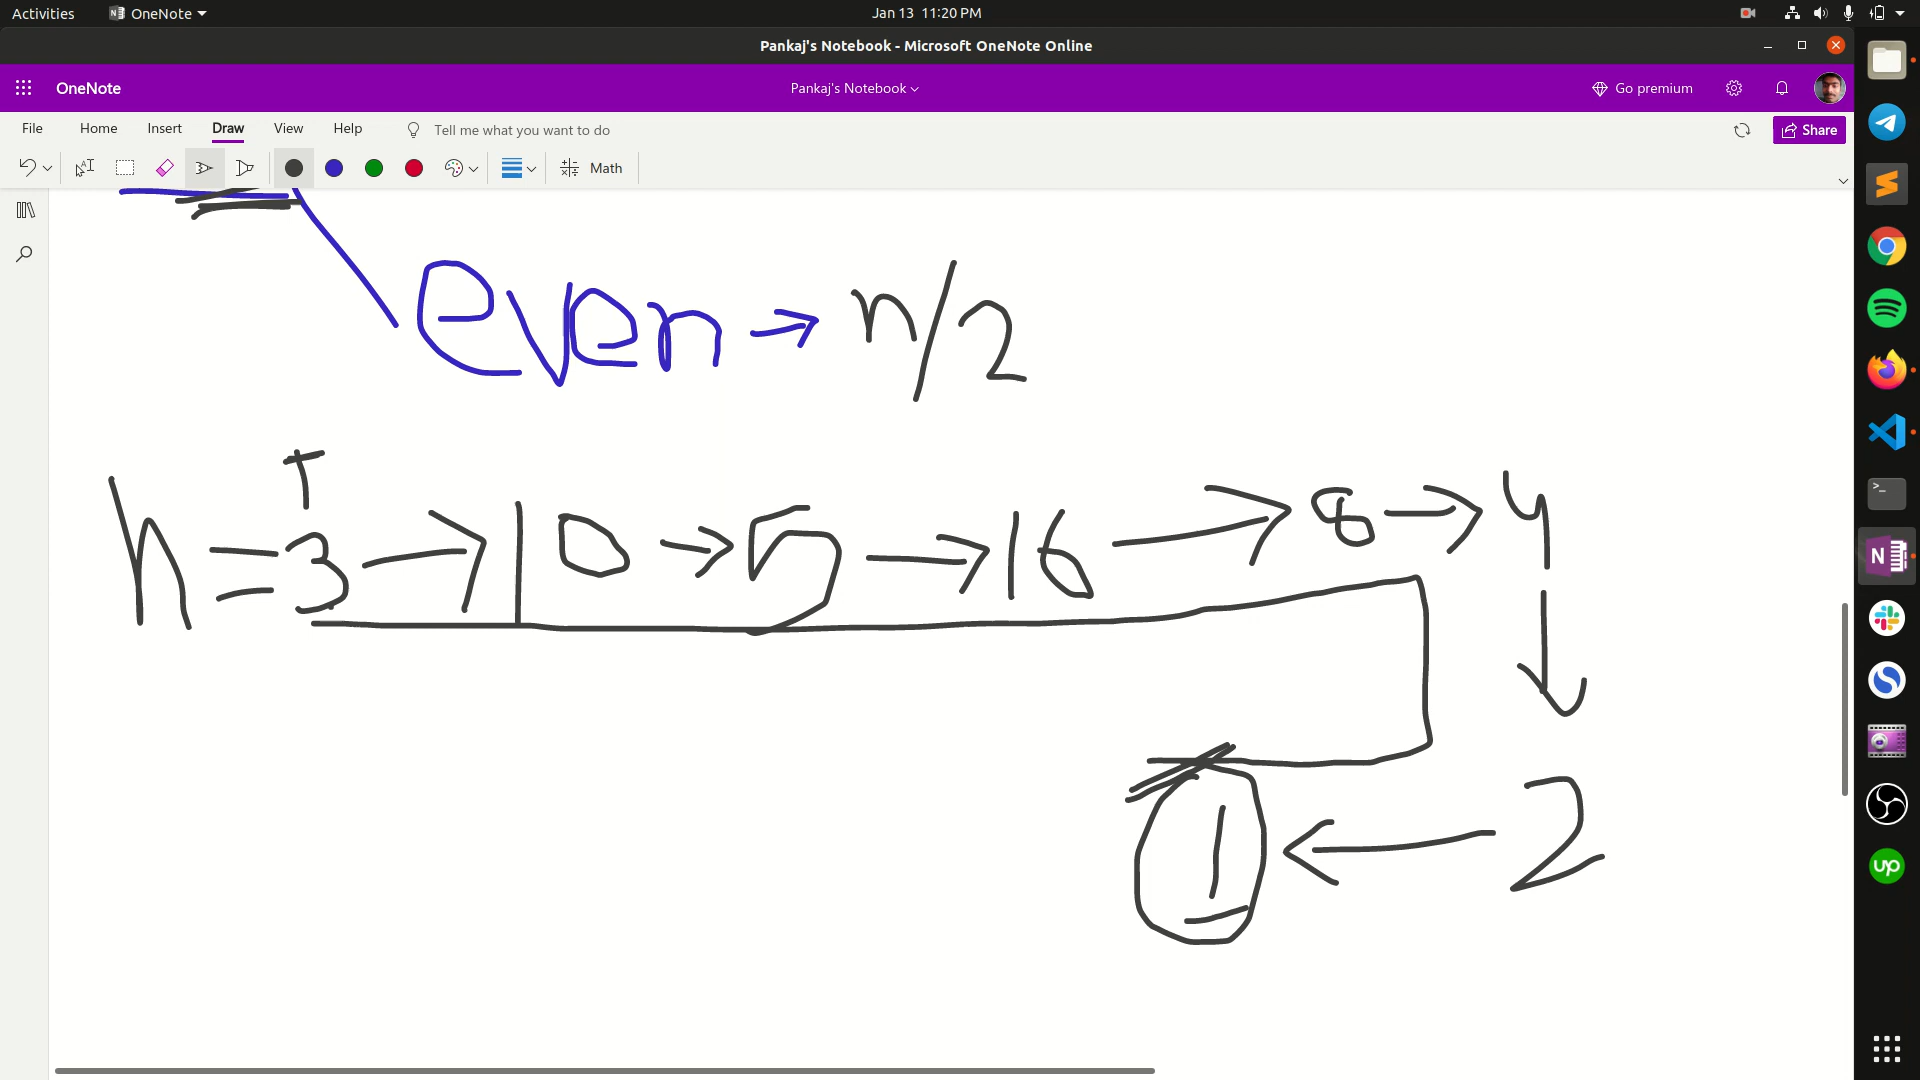 Activities OneNote Jan 13 11:20 PM
Pankaj's Notebook - Microsoft OneNote Online
OneNote Pankaj's Notebook Go premium
File Home Insert Draw View Help Tell me what you want to do Share
Math
even → n/2
n = 3 → 10 → 5 → 16 → 8 → 4
↓
1 ← 2